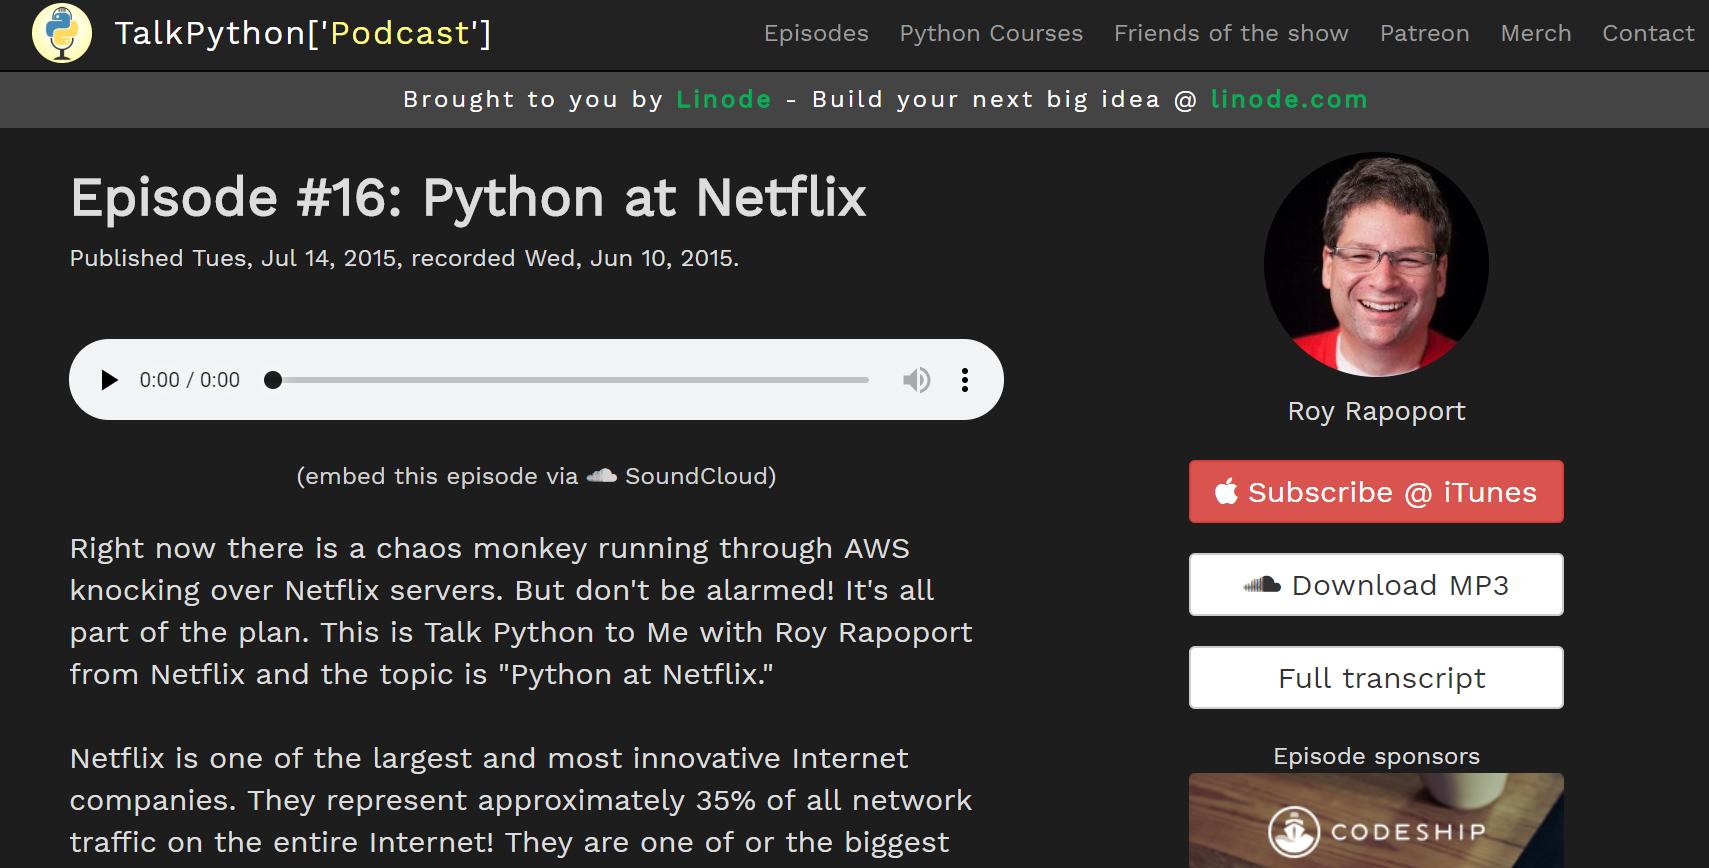 TalkPython['Podcast']
Episodes Python Courses Friends of the show Patreon Merch Contact
Brought to you by Linode - Build your next big idea @ linode.com
Episode #16: Python at Netflix
Published Tues, Jul 14, 2015, recorded Wed, Jun 10, 2015.
0:00 / 0:00
(embed this episode via SoundCloud)
Right now there is a chaos monkey running through AWS
knocking over Netflix servers. But don't be alarmed! It's all
part of the plan. This is Talk Python to Me with Roy Rapoport
from Netflix and the topic is "Python at Netflix."
Netflix is one of the largest and most innovative Internet
companies. They represent approximately 35% of all network
traffic on the entire Internet! They are one of or the biggest
Roy Rapoport
Subscribe @ iTunes
Download MP3
Full transcript
Episode sponsors
CODESHIP